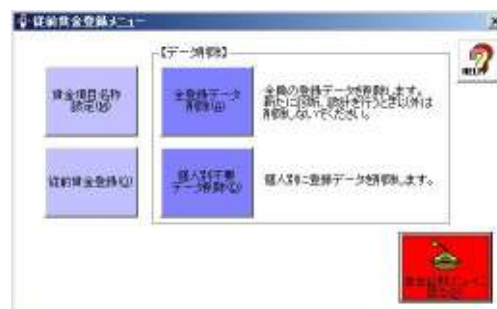 従前賃金登録メニュー
【データ削除】
HELP
賃金項目名称
設定(M)
全登録データ
削除(H)
全員の登録データを削除します。
新たに診断、設計を行うとき以外は
削除しないでください。
従前賃金登録(Q)
個人別不要
データ削除(C)
個人別に登録データを削除します。